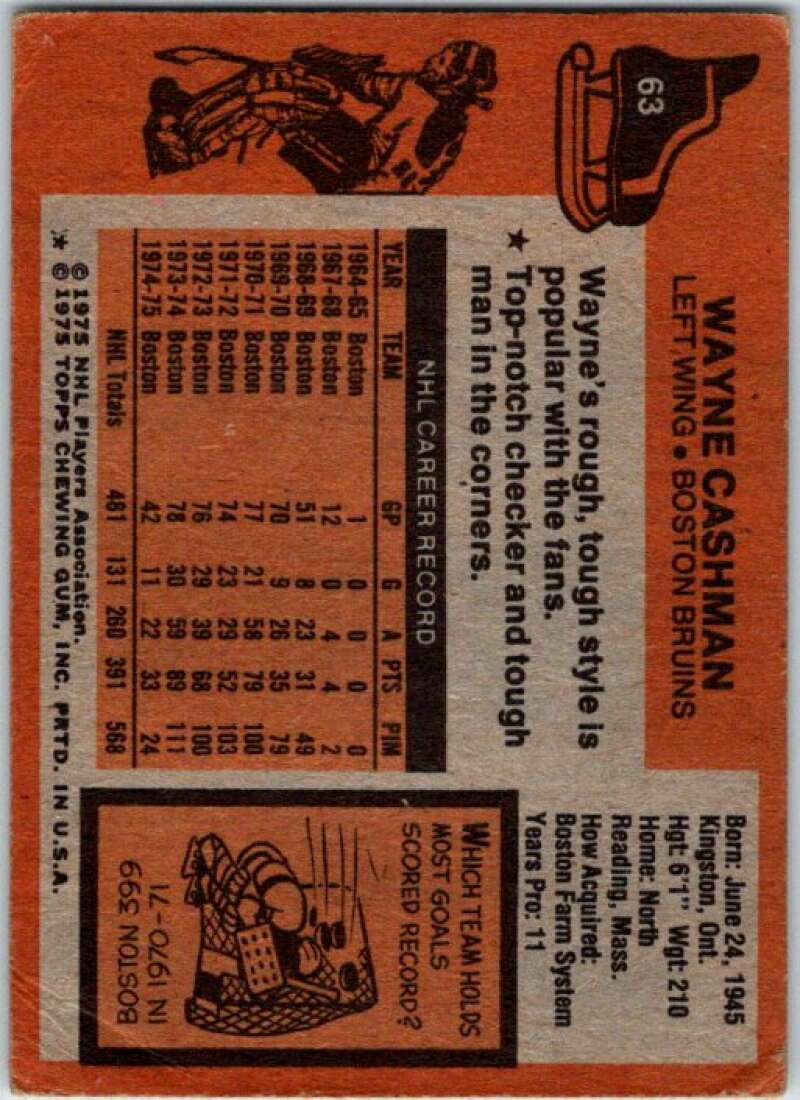 63
WAYNE CASHMAN
LEFT WING • BOSTON BRUINS
Born: June 24, 1945
Kingston, Ont.
Hgt: 6'1" Wgt: 210
Home: North
Reading, Mass.
How Acquired:
Boston Farm System
Years Pro: 11
Wayne's rough, tough style is
popular with the fans.
★ Top-notch checker and tough
man in the corners.
NHL CAREER RECORD
YEAR TEAM GP G A PTS PIM
1964-65 Boston 1 0 0 0 0
1967-68 Boston 12 0 4 4 2
1968-69 Boston 51 8 23 31 49
1969-70 Boston 70 9 26 35 79
1970-71 Boston 77 21 58 79 100
1971-72 Boston 74 23 29 52 103
1972-73 Boston 76 29 39 68 100
1973-74 Boston 78 30 59 89 111
1974-75 Boston 42 11 22 33 24
NHL Totals 481 131 260 391 568
WHICH TEAM HOLDS
MOST GOALS
SCORED RECORD?
BOSTON 399
IN 1970-71
© 1975 NHL Players Association.
★ © 1975 TOPPS CHEWING GUM, INC. PRTD. IN U.S.A.